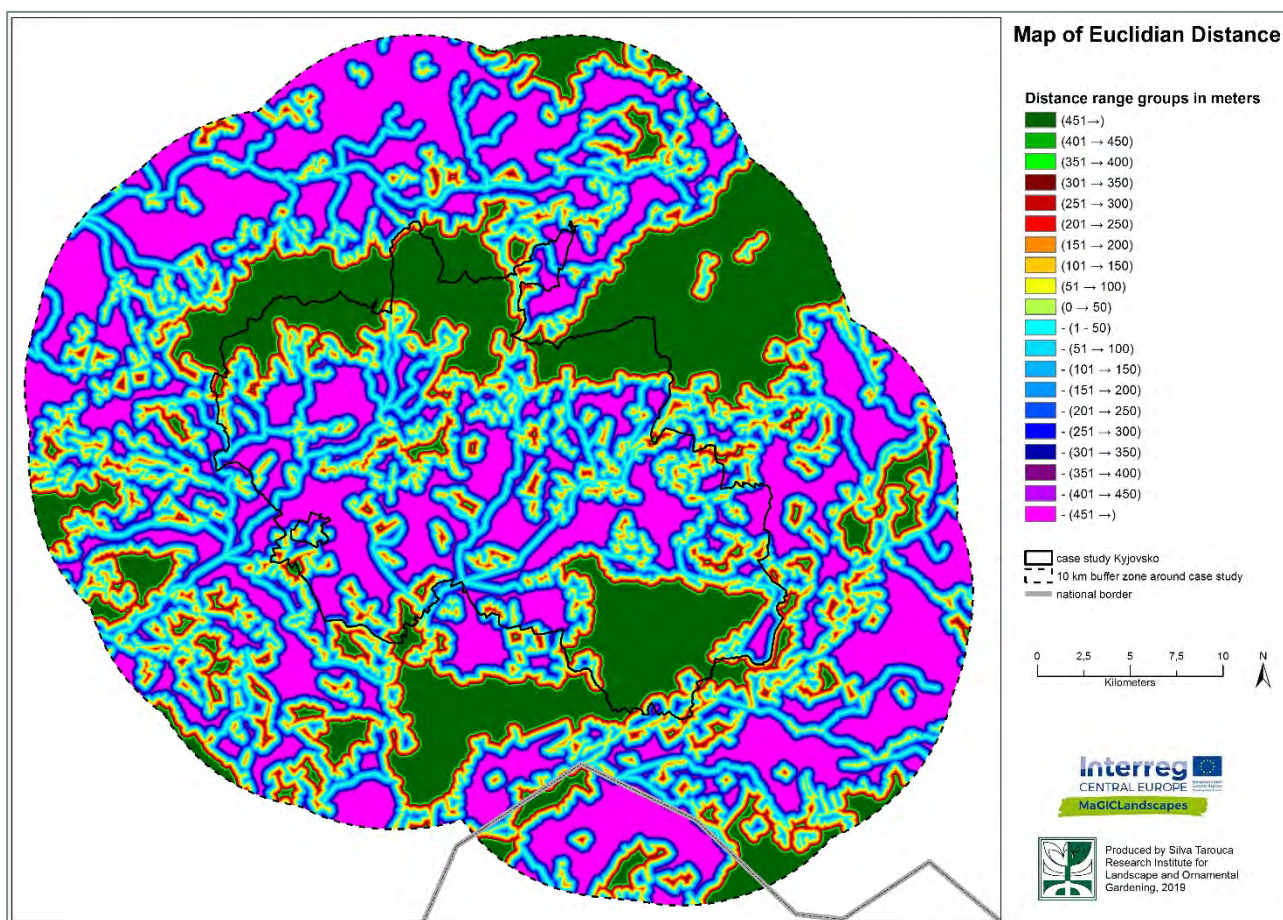 Map of Euclidian Distance
Distance range groups in meters
(451→)
(401 → 450)
(351 → 400)
(301 → 350)
(251 → 300)
(201 → 250)
(151 → 200)
(101 → 150)
(51 → 100)
(0 → 50)
- (1 - 50)
- (51 → 100)
- (101 → 150)
- (151 → 200)
- (201 → 250)
- (251 → 300)
- (301 → 350)
- (351 → 400)
- (401 → 450)
- (451 →)
case study Kyjovsko
10 km buffer zone around case study
national border
0 2,5 5 7,5 10
Kilometers
N
Interreg
CENTRAL EUROPE
MaGICLandscapes
Produced by Silva Tarouca
Research Institute for
Landscape and Ornamental
Gardening, 2019